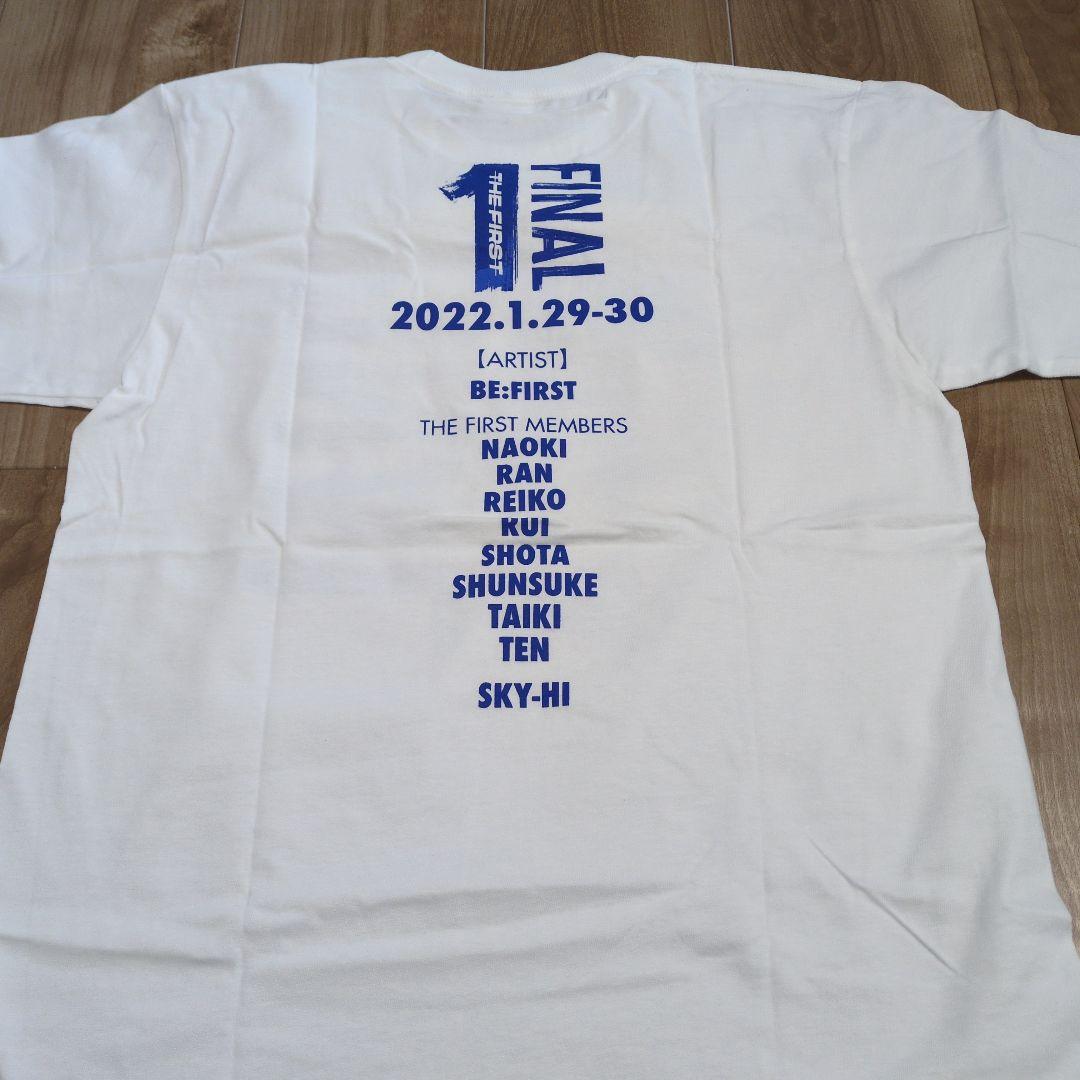 1
THE FIRST
FINAL
2022.1.29-30
【ARTIST】
BE:FIRST
THE FIRST MEMBERS
NAOKI
RAN
REIKO
RUI
SHOTA
SHUNSUKE
TAIKI
TEN
SKY-HI